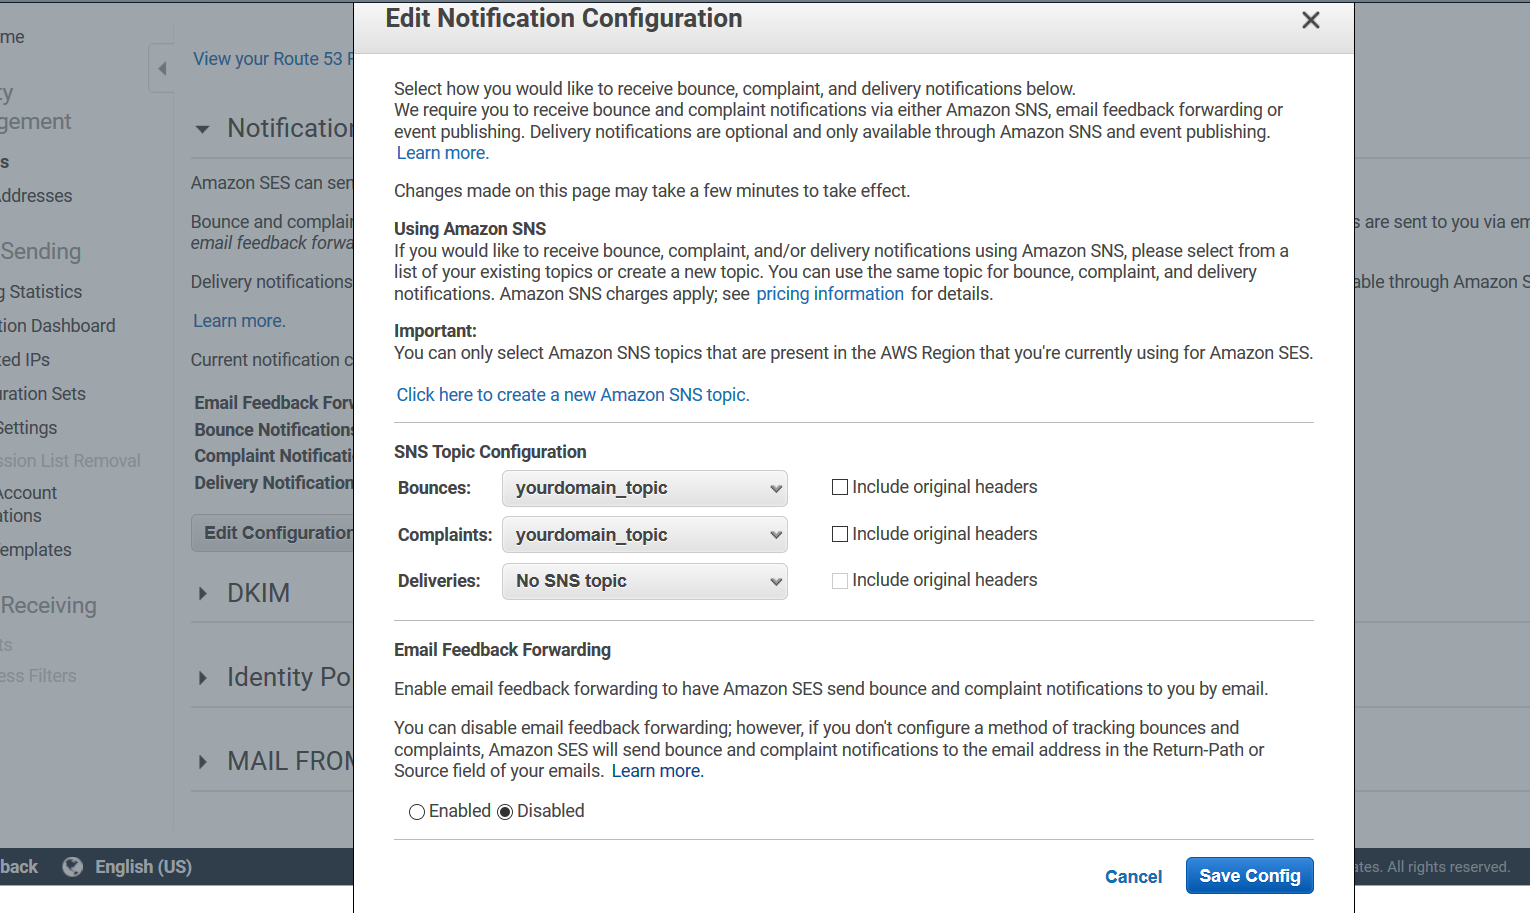 Edit Notification Configuration
me
View your Route 53
Select how you would like to receive bounce, complaint, and delivery notifications below.
We require you to receive bounce and complaint notifications via either Amazon SNS, email feedback forwarding or
event publishing. Delivery notifications are optional and only available through Amazon SNS and event publishing.
Learn more.
Changes made on this page may take a few minutes to take effect.
Using Amazon SNS
If you would like to receive bounce, complaint, and/or delivery notifications using Amazon SNS, please select from a
list of your existing topics or create a new topic. You can use the same topic for bounce, complaint, and delivery
notifications. Amazon SNS charges apply; see pricing information for details.
Important:
You can only select Amazon SNS topics that are present in the AWS Region that you're currently using for Amazon SES.
Click here to create a new Amazon SNS topic.
SNS Topic Configuration
Bounces: yourdomain_topic Include original headers
Complaints: yourdomain_topic Include original headers
Deliveries: No SNS topic Include original headers
Email Feedback Forwarding
Enable email feedback forwarding to have Amazon SES send bounce and complaint notifications to you by email.
You can disable email feedback forwarding; however, if you don't configure a method of tracking bounces and
complaints, Amazon SES will send bounce and complaint notifications to the email address in the Return-Path or
Source field of your emails. Learn more.
Enabled Disabled
Cancel Save Config
ty
gement
s
ddresses
Sending
g Statistics
tion Dashboard
ted IPs
uration Sets
Settings
ssion List Removal
Account
ations
emplates
Receiving
ts
ess Filters
Notification
Amazon SES can sen
Bounce and complain
email feedback forwa
Delivery notifications
Learn more.
Current notification c
Email Feedback Forw
Bounce Notifications
Complaint Notificati
Delivery Notification
Edit Configuration
DKIM
Identity Po
MAIL FROM
s are sent to you via em
able through Amazon S
back English (US)
ates. All rights reserved.